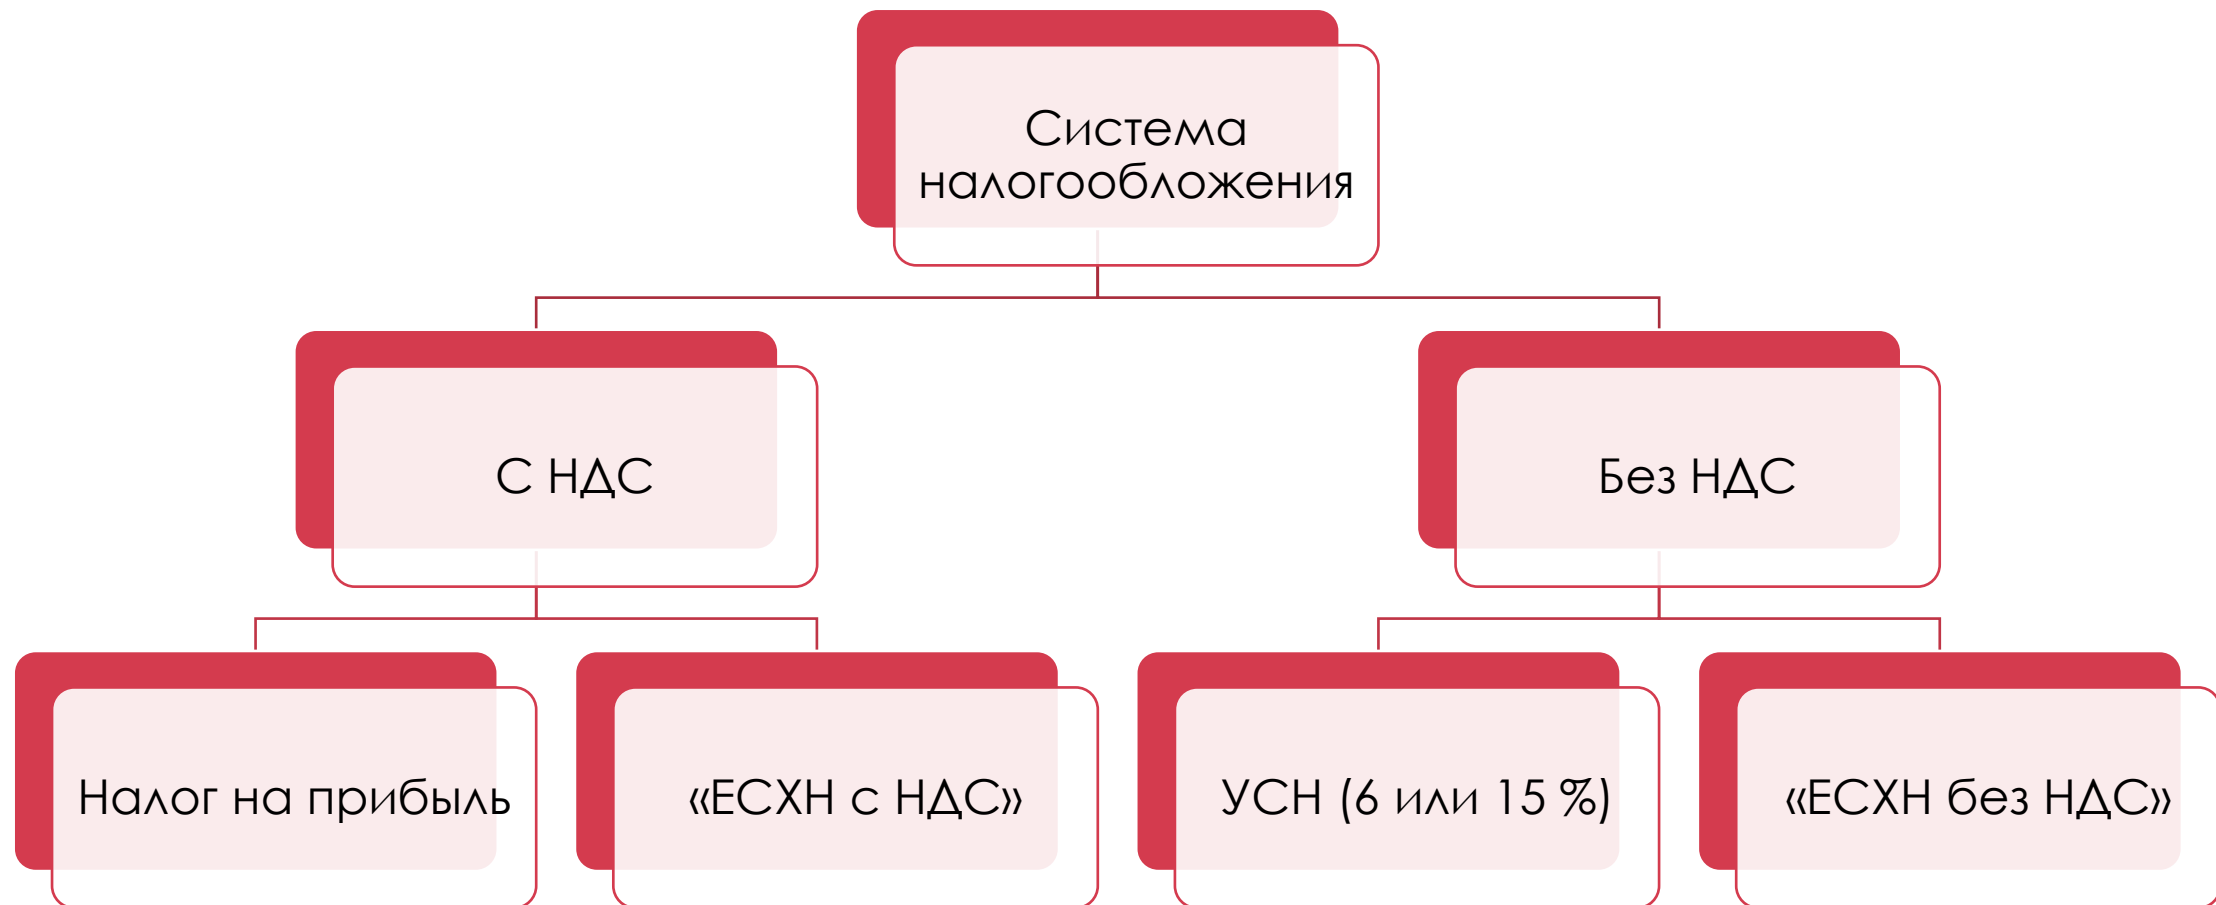 Система
налогообложения
С НДС
Без НДС
Налог на прибыль
«ЕСХН с НДС»
УСН (6 или 15 %)
«ЕСХН без НДС»